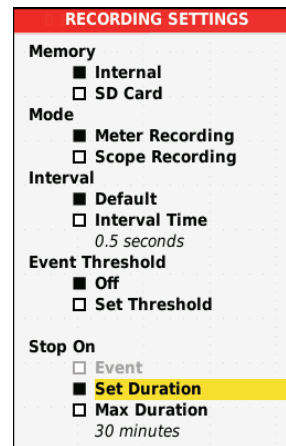 RECORDING SETTINGS
Memory
Internal
SD Card
Mode
Meter Recording
Scope Recording
Interval
Default
Interval Time
0.5 seconds
Event Threshold
Off
Set Threshold
Stop On
Event
Set Duration
Max Duration
30 minutes